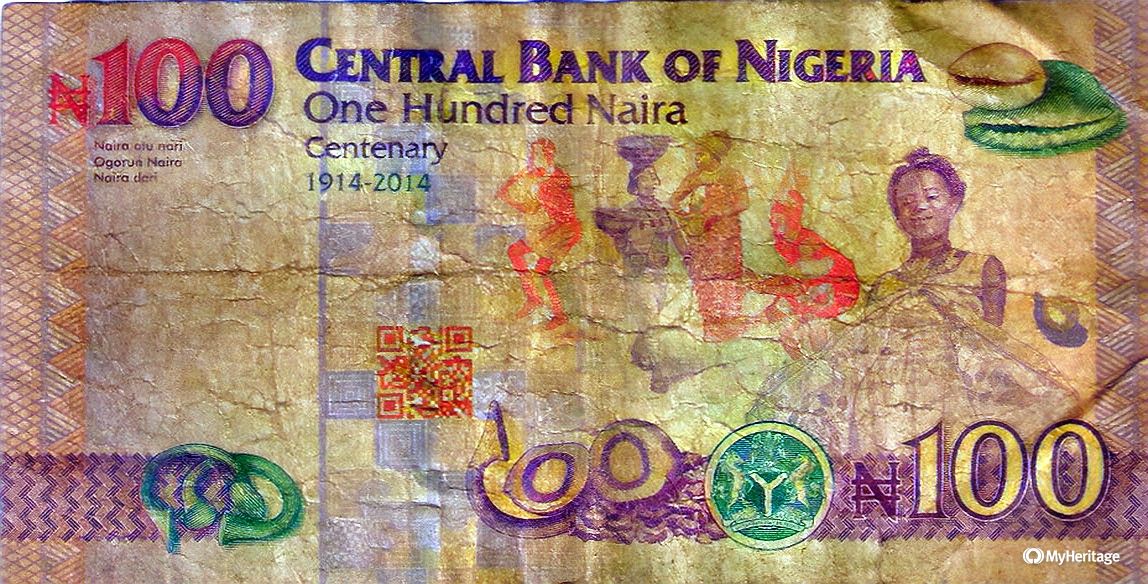 ₦100
CENTRAL BANK OF NIGERIA
One Hundred Naira
Centenary
1914-2014
Naira otu nari
Ogorun Naira
Naira dari
₦100
MyHeritage